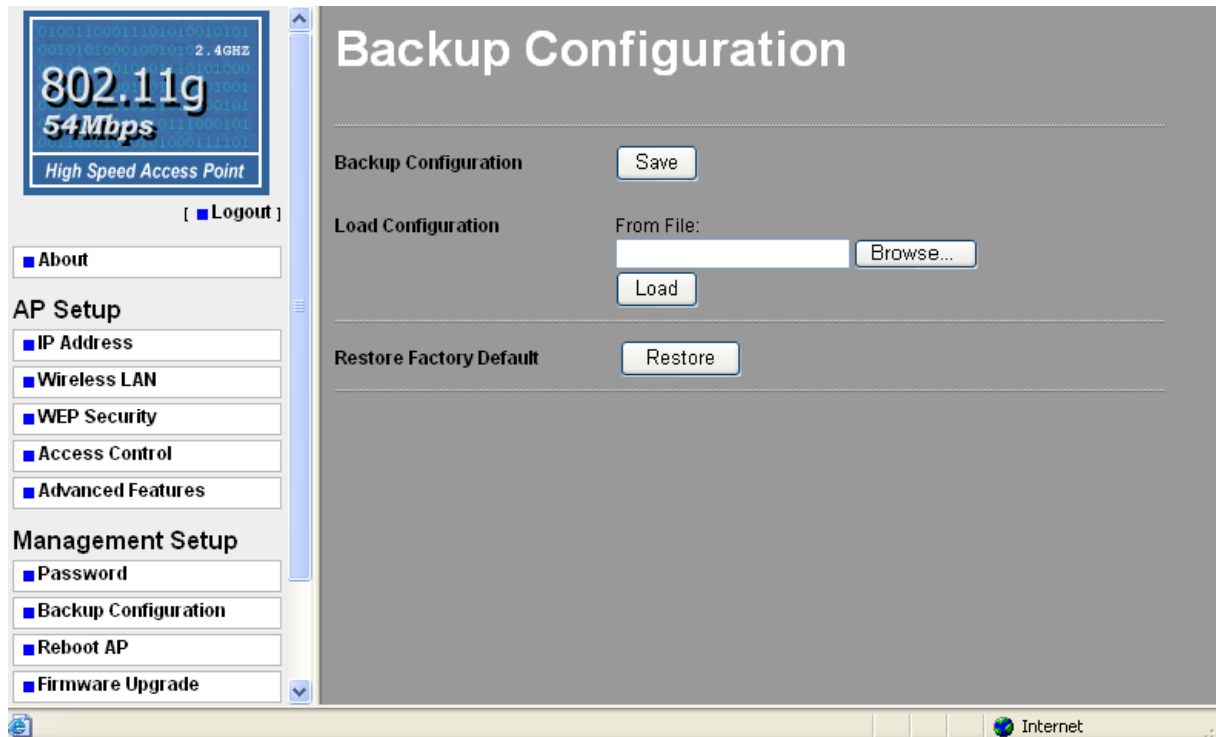 2.4GHZ
802.11g
54Mbps
High Speed Access Point
[ Logout ]
About
AP Setup
IP Address
Wireless LAN
WEP Security
Access Control
Advanced Features
Management Setup
Password
Backup Configuration
Reboot AP
Firmware Upgrade
Backup Configuration
Backup Configuration Save
Load Configuration From File:
Browse...
Load
Restore Factory Default Restore
Internet